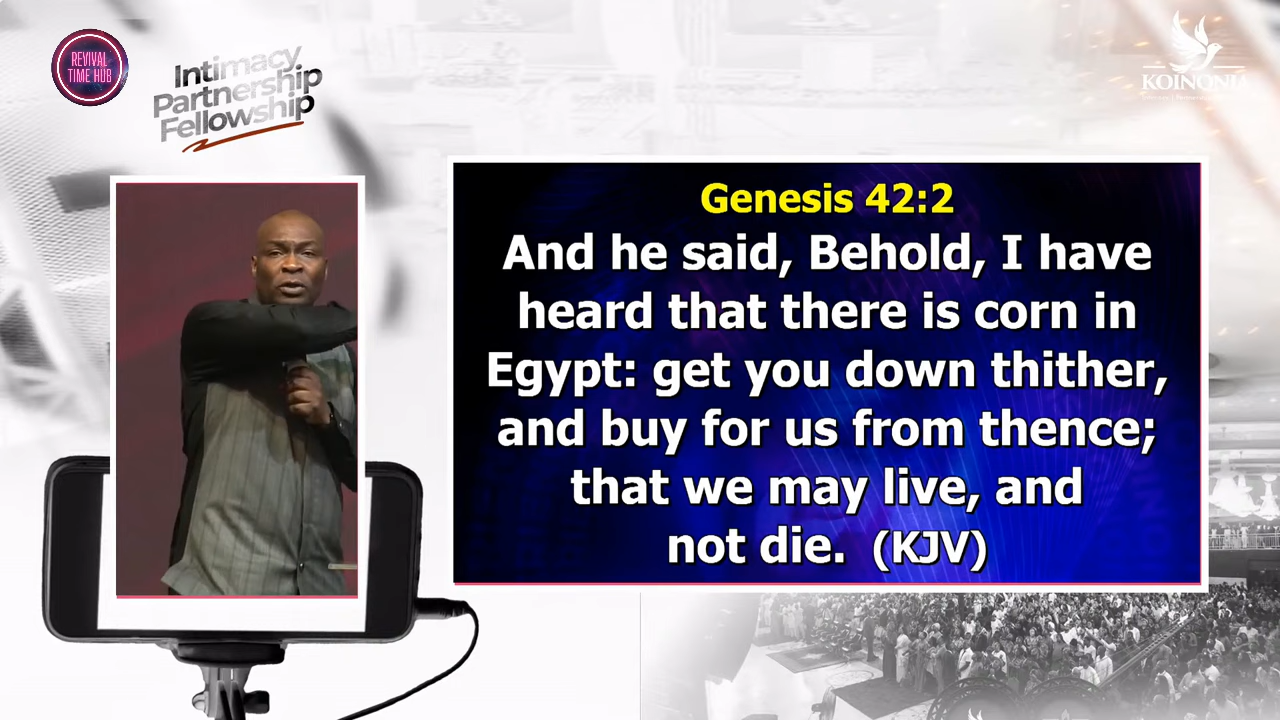 REVIVAL
TIME HUB
Intimacy
Partnership
Fellowship
KOINONIA
Genesis 42:2
And he said, Behold, I have
heard that there is corn in
Egypt: get you down thither,
and buy for us from thence;
that we may live, and
not die. (KJV)